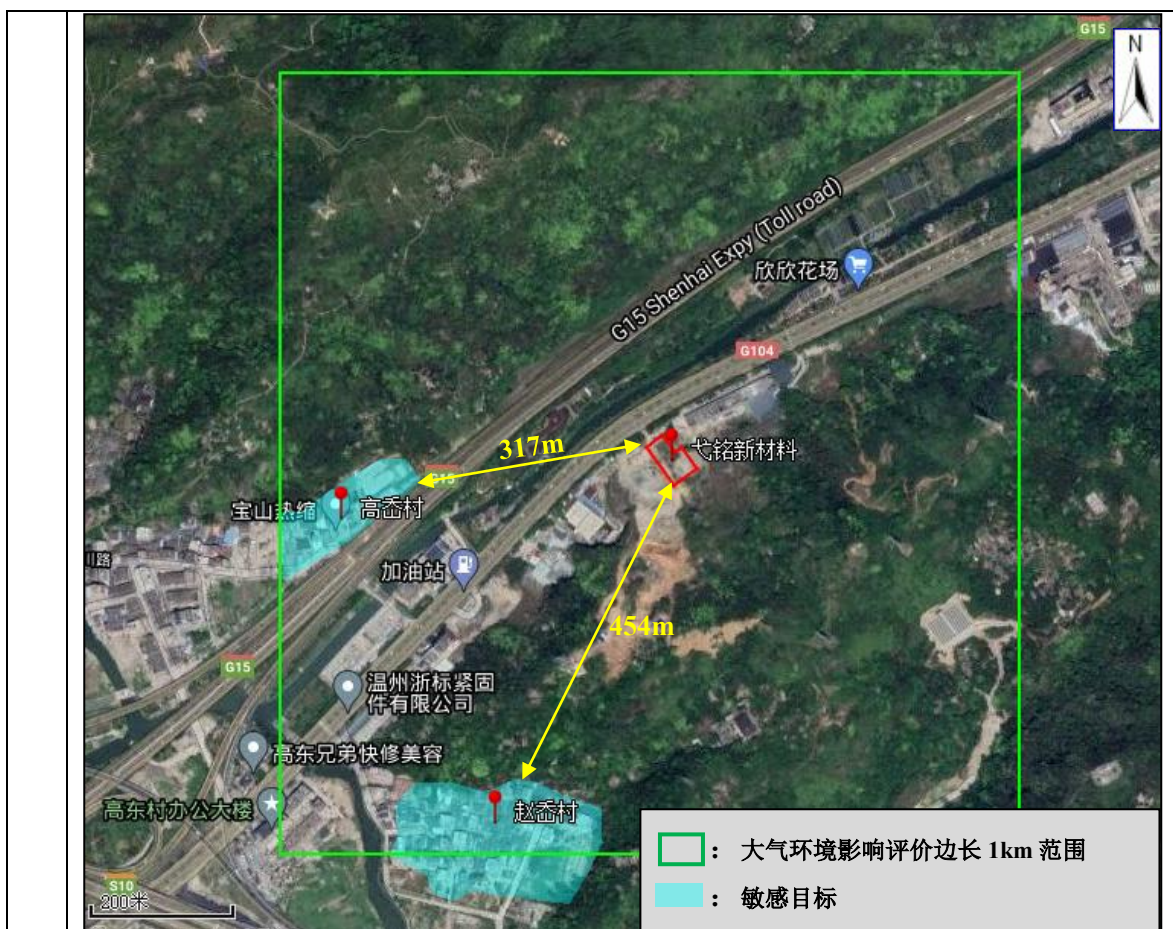 G15
N
G15 Shenhai Expy (Toll road)
欣欣花场
G104
317m
弋铭新材料
G15
宝山热缩
高岙村
川路
加油站
454m
G15
温州浙标紧固
件有限公司
高东兄弟快修美容
高东村办公大楼
赵岙村
S10
200米
： 大气环境影响评价边长 1km 范围
： 敏感目标